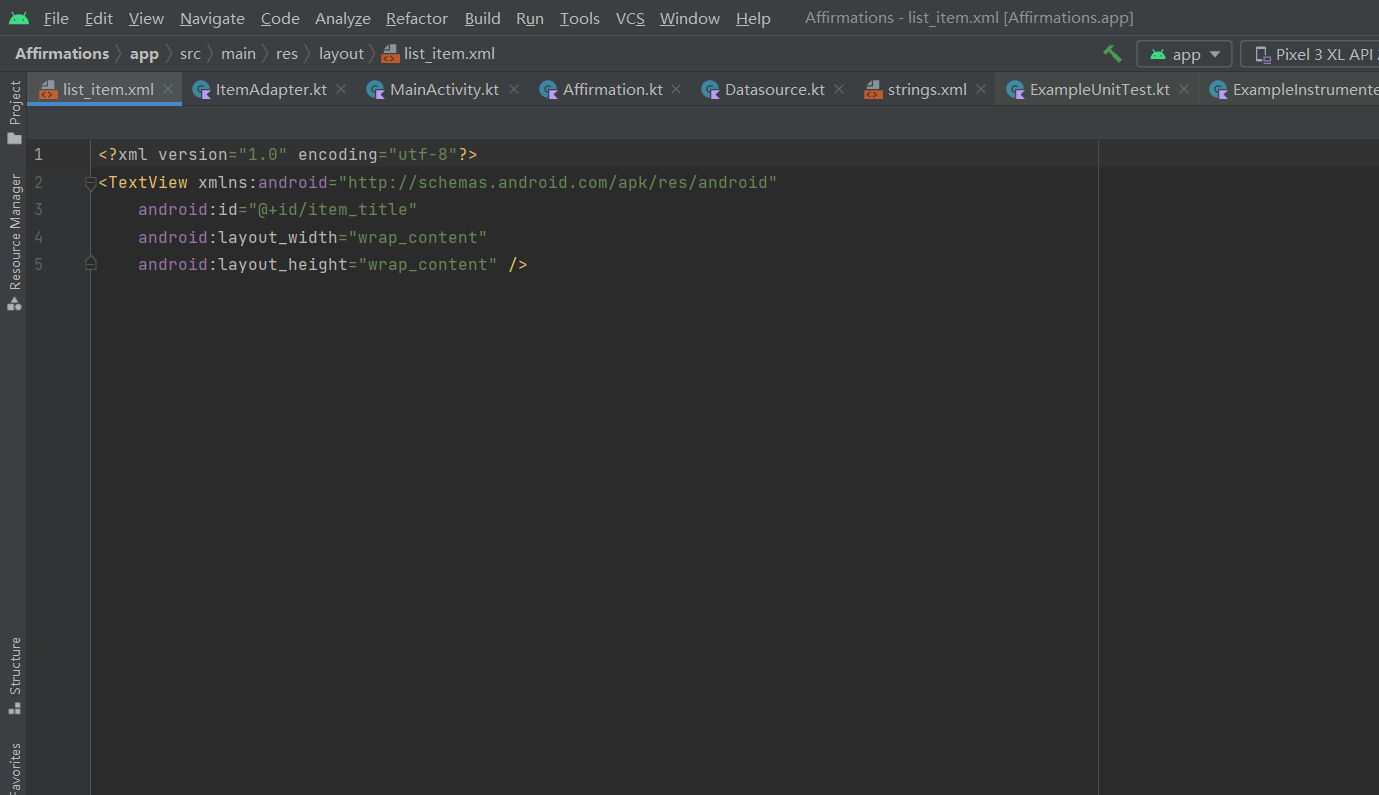 File Edit View Navigate Code Analyze Refactor Build Run Tools VCS Window Help Affirmations - list_item.xml [Affirmations.app]
Affirmations app src main res layout list_item.xml app Pixel 3 XL API
list_item.xml ItemAdapter.kt MainActivity.kt Affirmation.kt Datasource.kt strings.xml ExampleUnitTest.kt ExampleInstrumente
Project
Resource Manager
Structure
Favorites
1 <?xml version="1.0" encoding="utf-8"?>
2 <TextView xmlns:android="http://schemas.android.com/apk/res/android"
3 android:id="@+id/item_title"
4 android:layout_width="wrap_content"
5 android:layout_height="wrap_content" />